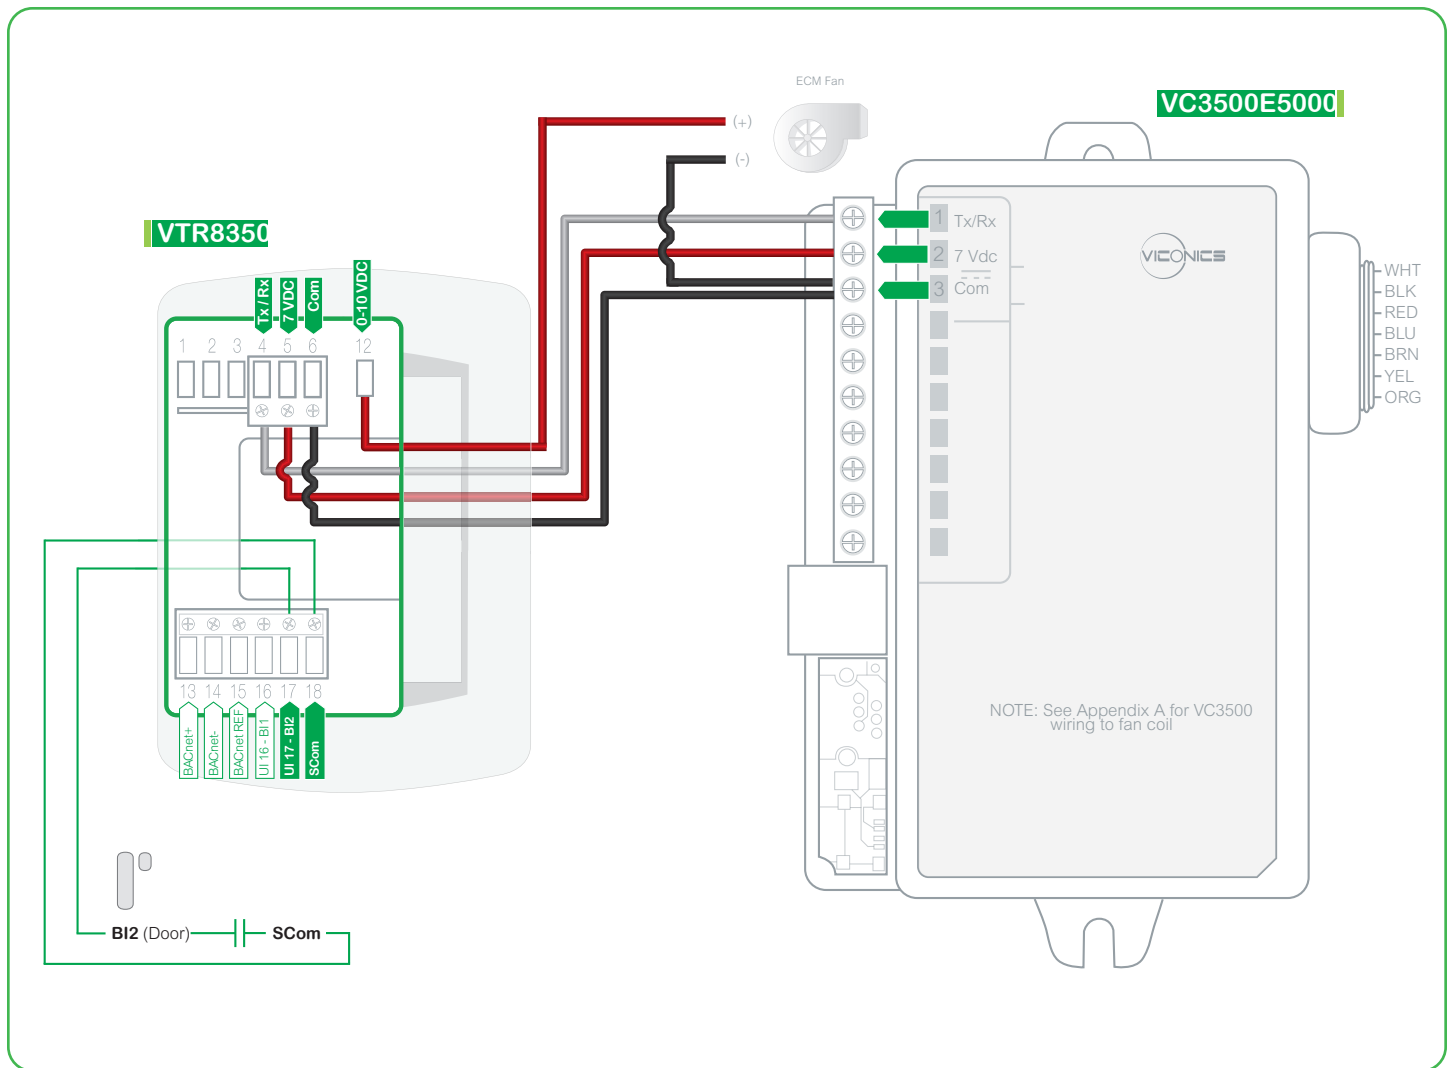 ECM Fan
VC3500E5000
(+)
(-)
VTR8350
Tx / Rx
7 VDC
Com
0-10 VDC
1 2 3 4 5 6 12
1 Tx/Rx
2 7 Vdc
3 Com
VICONICS
WHT
BLK
RED
BLU
BRN
YEL
ORG
13 14 15 16 17 18
BACnet+
BACnet-
BACnet REF
UI 16 - BI1
UI 17 - BI2
SCom
NOTE: See Appendix A for VC3500
wiring to fan coil
BI2 (Door) SCom